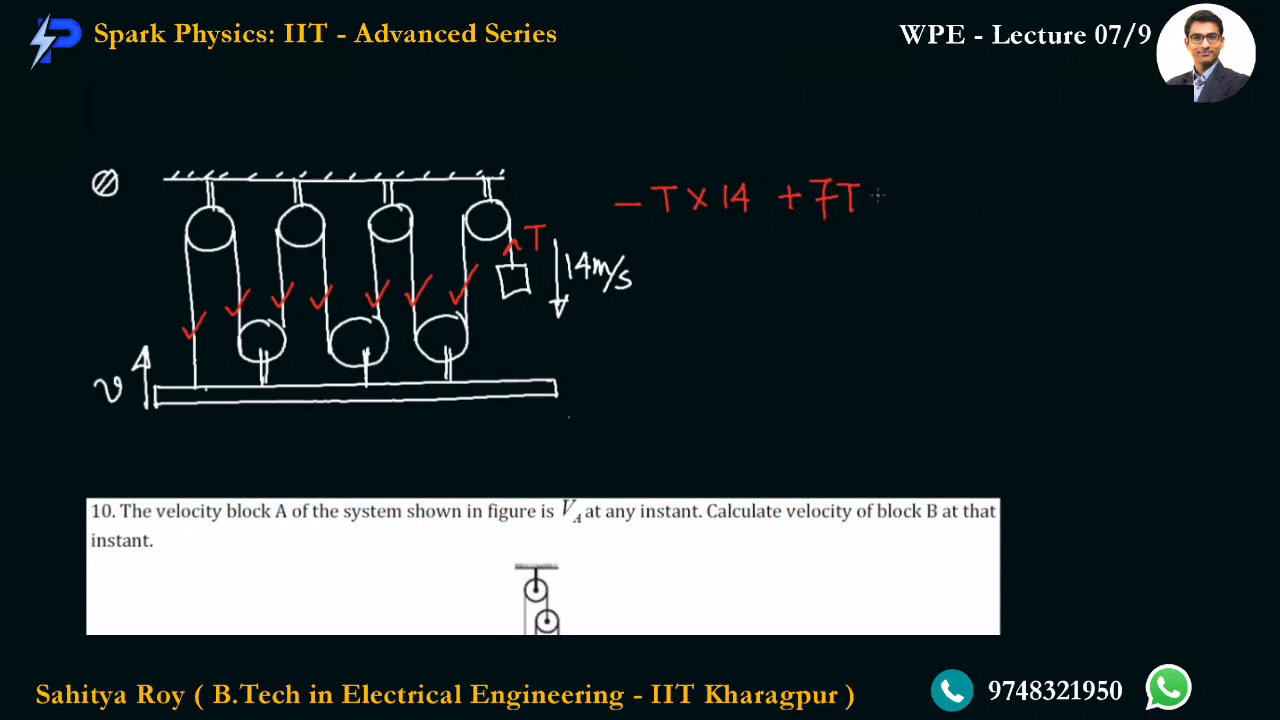 Spark Physics: IIT - Advanced Series
WPE - Lecture 07/9
- T × 14 + 7T
T
14m/s
v
10. The velocity block A of the system shown in figure is V_A at any instant. Calculate velocity of block B at that
instant.
Sahitya Roy ( B.Tech in Electrical Engineering - IIT Kharagpur )
9748321950